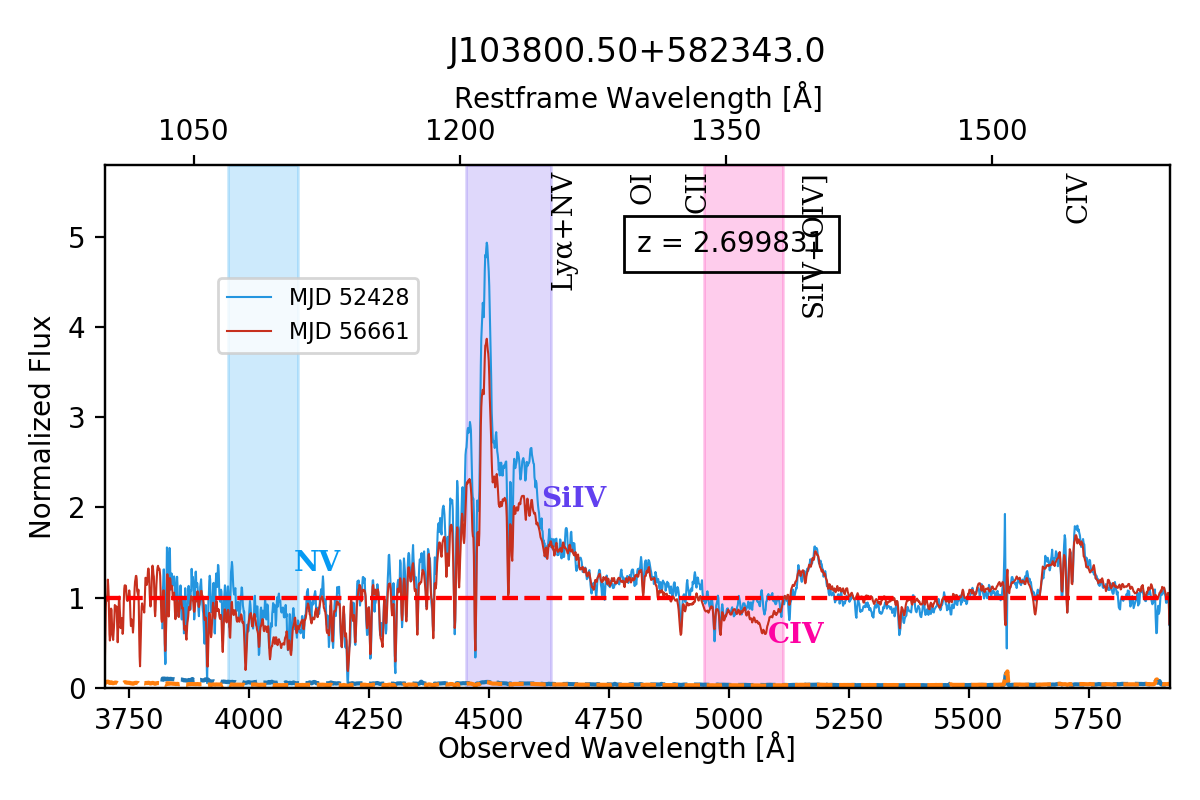 J103800.50+582343.0
Restframe Wavelength [Å]
1050 1200 1350 1500
Lyα+NV
OI
CII
SiIV+OIV]
CIV
z = 2.699831
MJD 52428
MJD 56661
NV
SiIV
CIV
Normalized Flux
5
4
3
2
1
0
3750 4000 4250 4500 4750 5000 5250 5500 5750
Observed Wavelength [Å]